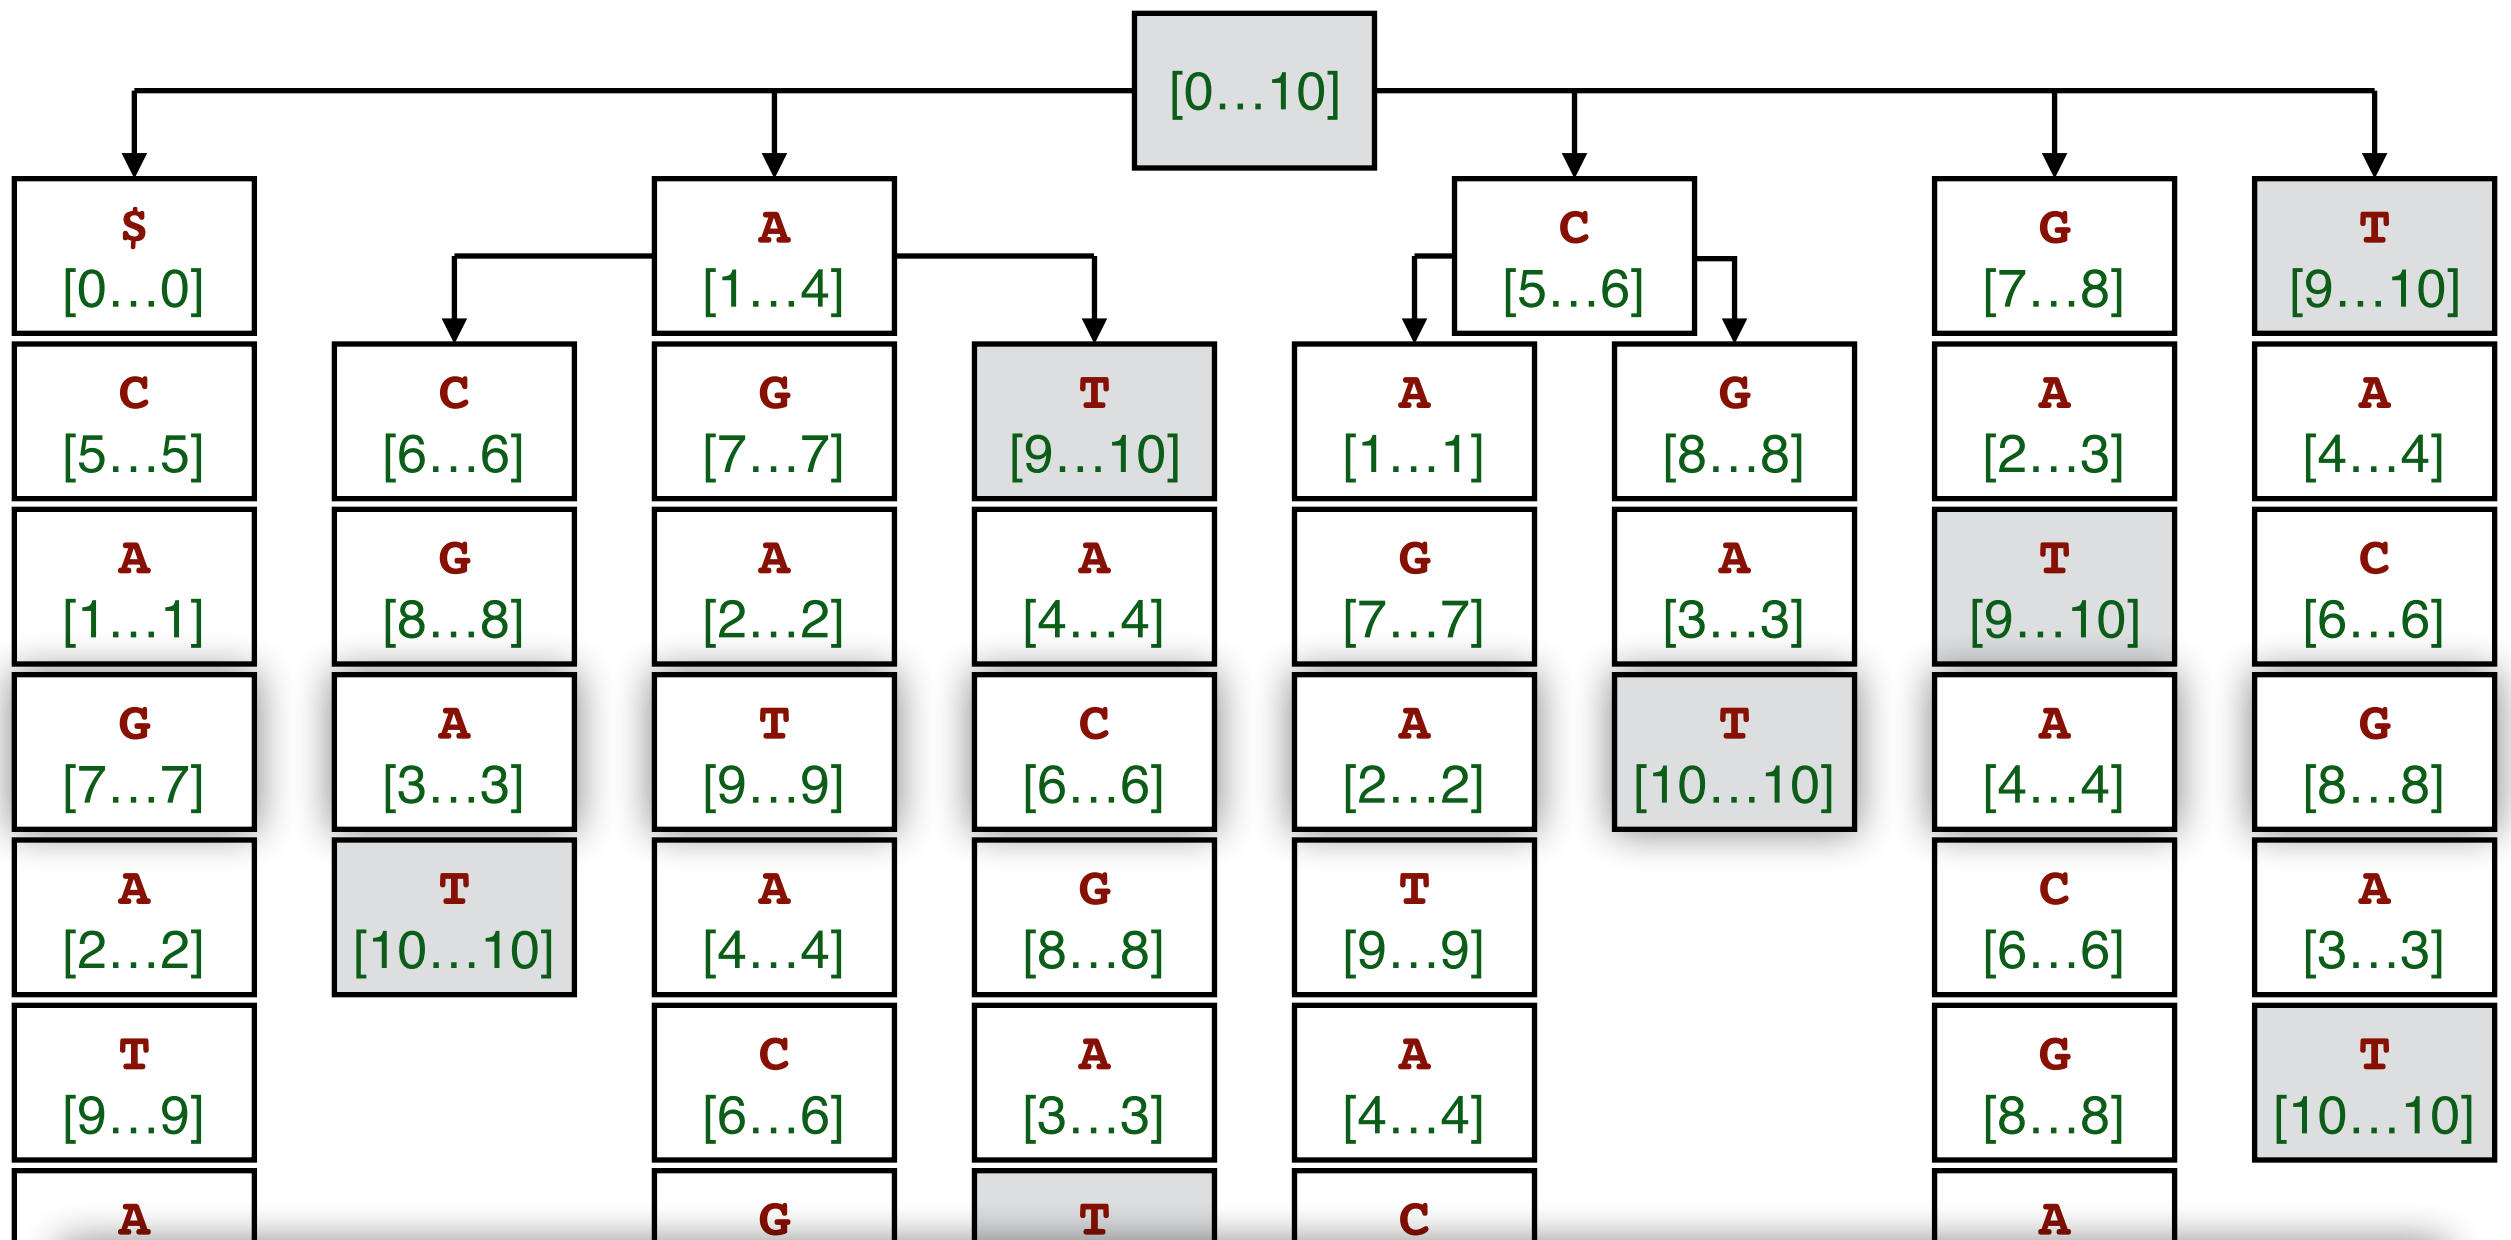 [0...10]
$ A C G T
[0...0] [1...4] [5...6] [7...8] [9...10]
C C G T A G A A
[5...5] [6...6] [7...7] [9...10] [1...1] [8...8] [2...3] [4...4]
A G A A G A T C
[1...1] [8...8] [2...2] [4...4] [7...7] [3...3] [9...10] [6...6]
G A T C A T A G
[7...7] [3...3] [9...9] [6...6] [2...2] [10...10] [4...4] [8...8]
A T A G T C A
[2...2] [10...10] [4...4] [8...8] [9...9] [6...6] [3...3]
T C A A G T
[9...9] [6...6] [3...3] [4...4] [8...8] [10...10]
A G T C A